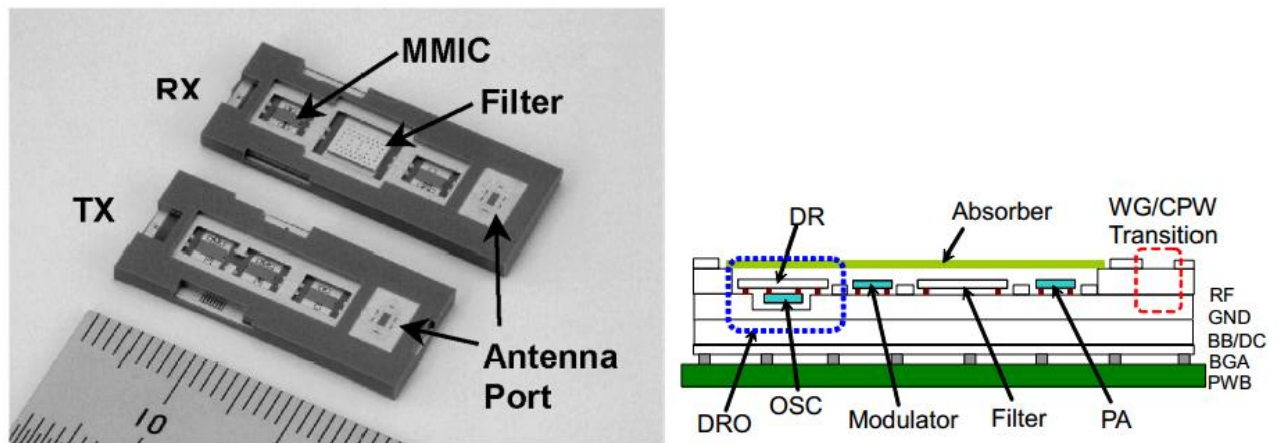 MMIC
RX
Filter
TX
Antenna
Port
10
DR
Absorber
WG/CPW
Transition
RF
GND
BB/DC
BGA
PWB
OSC
Modulator
Filter
PA
DRO